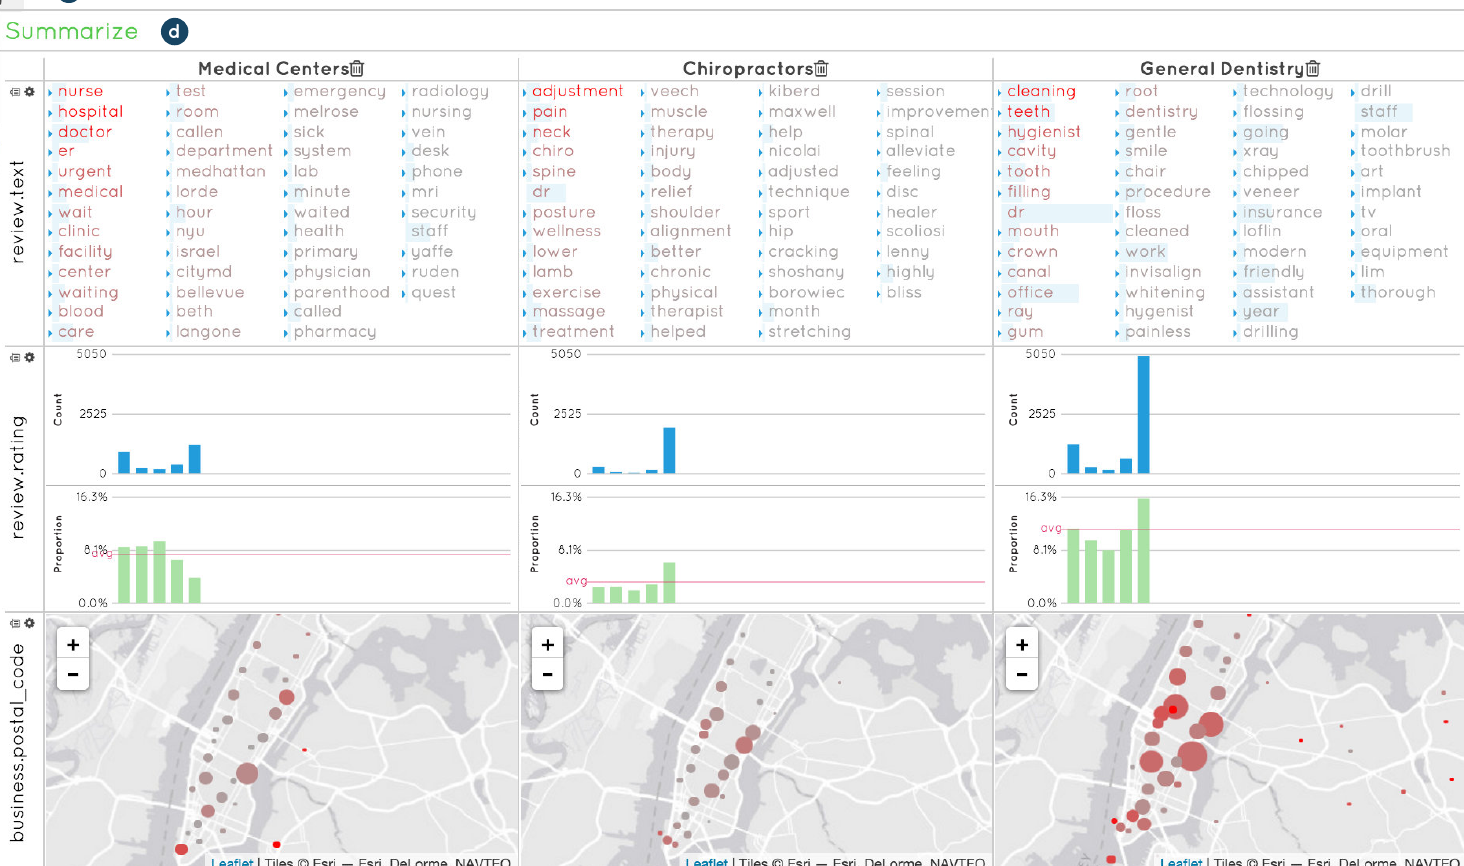 Summarize d
Medical Centers Chiropractors General Dentistry
review.text
nurse test emergency radiology
hospital room melrose nursing
doctor callen sick vein
er department system desk
urgent medhattan lab phone
medical lorde minute mri
wait hour waited security
clinic nyu health staff
facility israel primary yaffe
center citymd physician ruden
waiting bellevue parenthood quest
blood beth called
care langone pharmacy
adjustment veech kiberd session
pain muscle maxwell improvement
neck therapy help spinal
chiro injury nicolai alleviate
spine body adjusted feeling
dr relief technique disc
posture shoulder sport healer
wellness alignment hip scoliosi
lower better cracking lenny
lamb chronic shoshany highly
exercise physical borowiec bliss
massage therapist month
treatment helped stretching
cleaning root technology drill
teeth dentistry flossing staff
hygienist gentle going molar
cavity smile xray toothbrush
tooth chair chipped art
filling procedure veneer implant
dr floss insurance tv
mouth cleaned loflin oral
crown work modern equipment
canal invisalign friendly lim
office whitening assistant thorough
ray hygenist year
gum painless drilling
review.rating
5050
2525
0
Count
16.3%
8.1%
0.0%
avg
Proportion
5050
2525
0
Count
16.3%
8.1%
0.0%
avg
Proportion
5050
2525
0
Count
16.3%
8.1%
0.0%
avg
Proportion
business.postal_code
+
−
Leaflet | Tiles © Esri — Esri, DeLorme, NAVTEQ
+
−
Leaflet | Tiles © Esri — Esri, DeLorme, NAVTEQ
+
−
Leaflet | Tiles © Esri — Esri, DeLorme, NAVTEQ